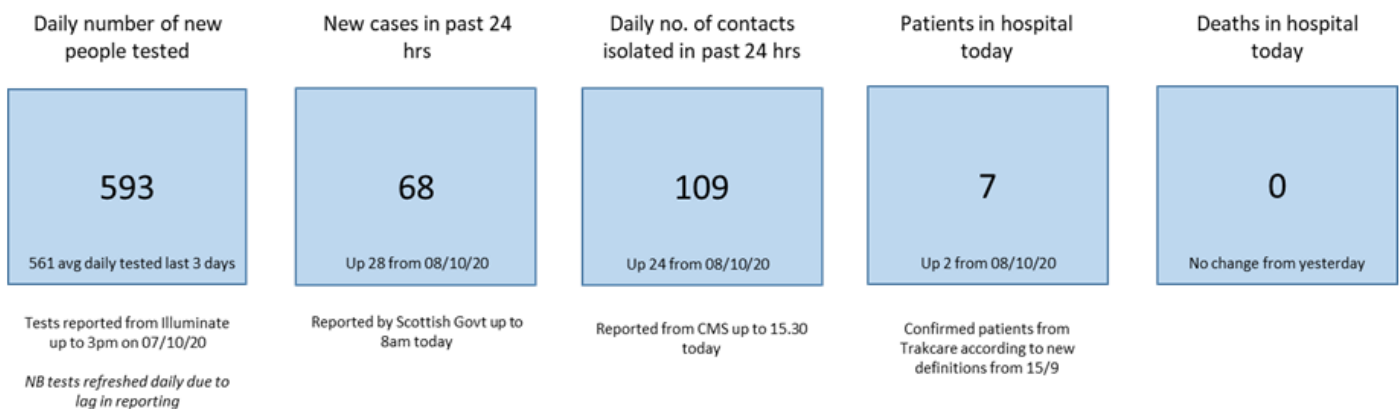 Daily number of new
people tested
593
561 avg daily tested last 3 days
Tests reported from Illuminate
up to 3pm on 07/10/20
NB tests refreshed daily due to
lag in reporting
New cases in past 24
hrs
68
Up 28 from 08/10/20
Reported by Scottish Govt up to
8am today
Daily no. of contacts
isolated in past 24 hrs
109
Up 24 from 08/10/20
Reported from CMS up to 15.30
today
Patients in hospital
today
7
Up 2 from 08/10/20
Confirmed patients from
Trakcare according to new
definitions from 15/9
Deaths in hospital
today
0
No change from yesterday